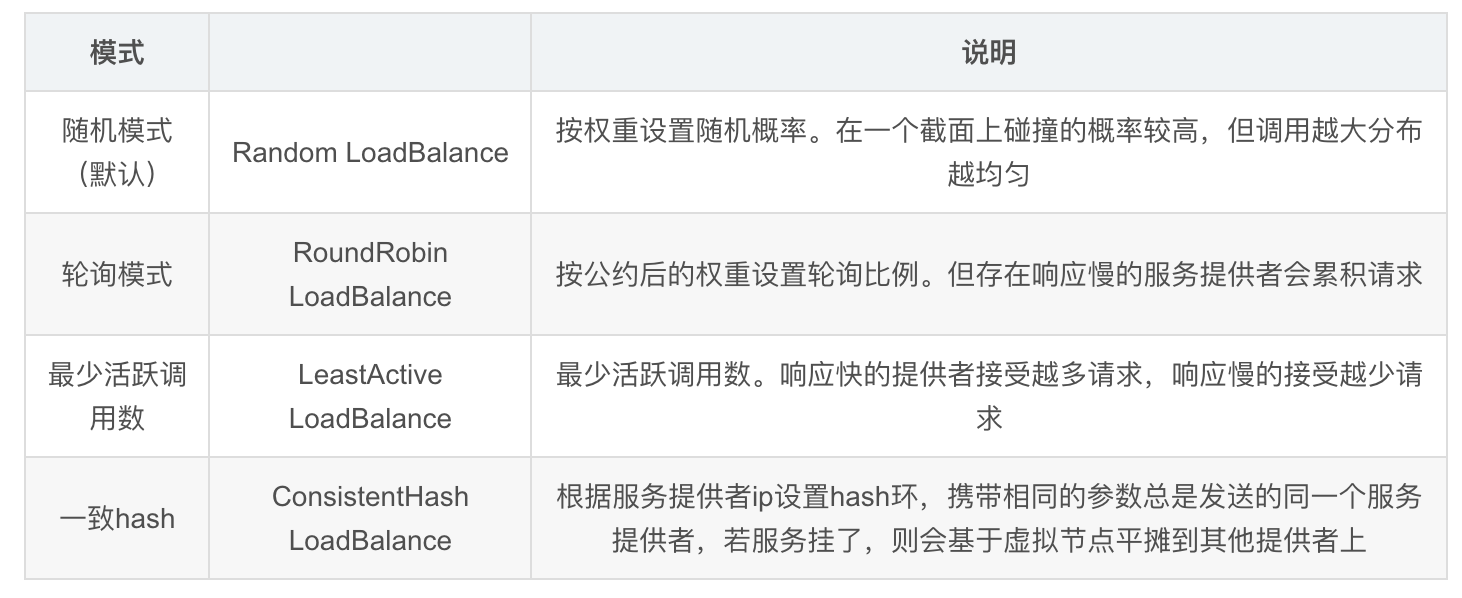 模式
说明
随机模式
（默认）
Random LoadBalance
按权重设置随机概率。在一个截面上碰撞的概率较高，但调用越大分布
越均匀
轮询模式
RoundRobin
LoadBalance
按公约后的权重设置轮询比例。但存在响应慢的服务提供者会累积请求
最少活跃调
用数
LeastActive
LoadBalance
最少活跃调用数。响应快的提供者接受越多请求，响应慢的接受越少请
求
一致hash
ConsistentHash
LoadBalance
根据服务提供者ip设置hash环，携带相同的参数总是发送的同一个服务
提供者，若服务挂了，则会基于虚拟节点平摊到其他提供者上